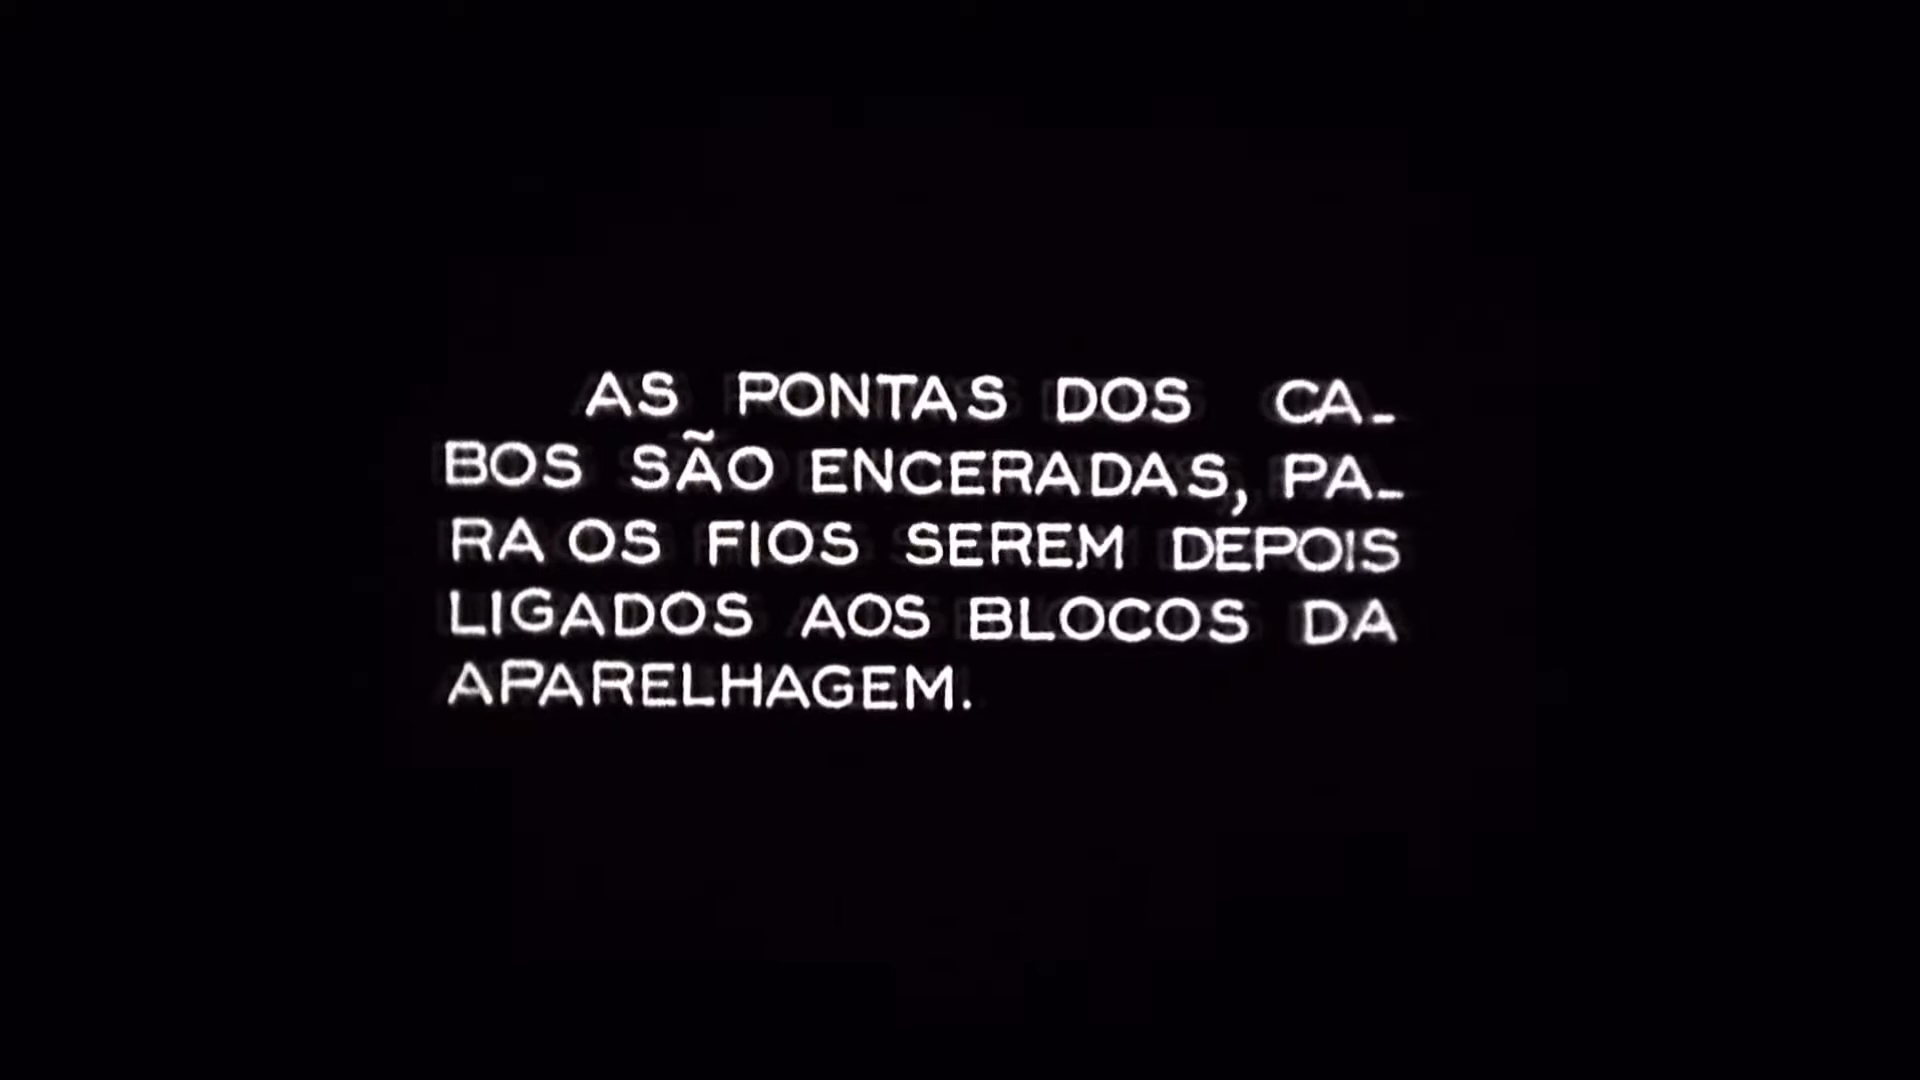 AS PONTAS DOS CA-
BOS SÃO ENCERADAS, PA-
RA OS FIOS SEREM DEPOIS
LIGADOS AOS BLOCOS DA
APARELHAGEM.